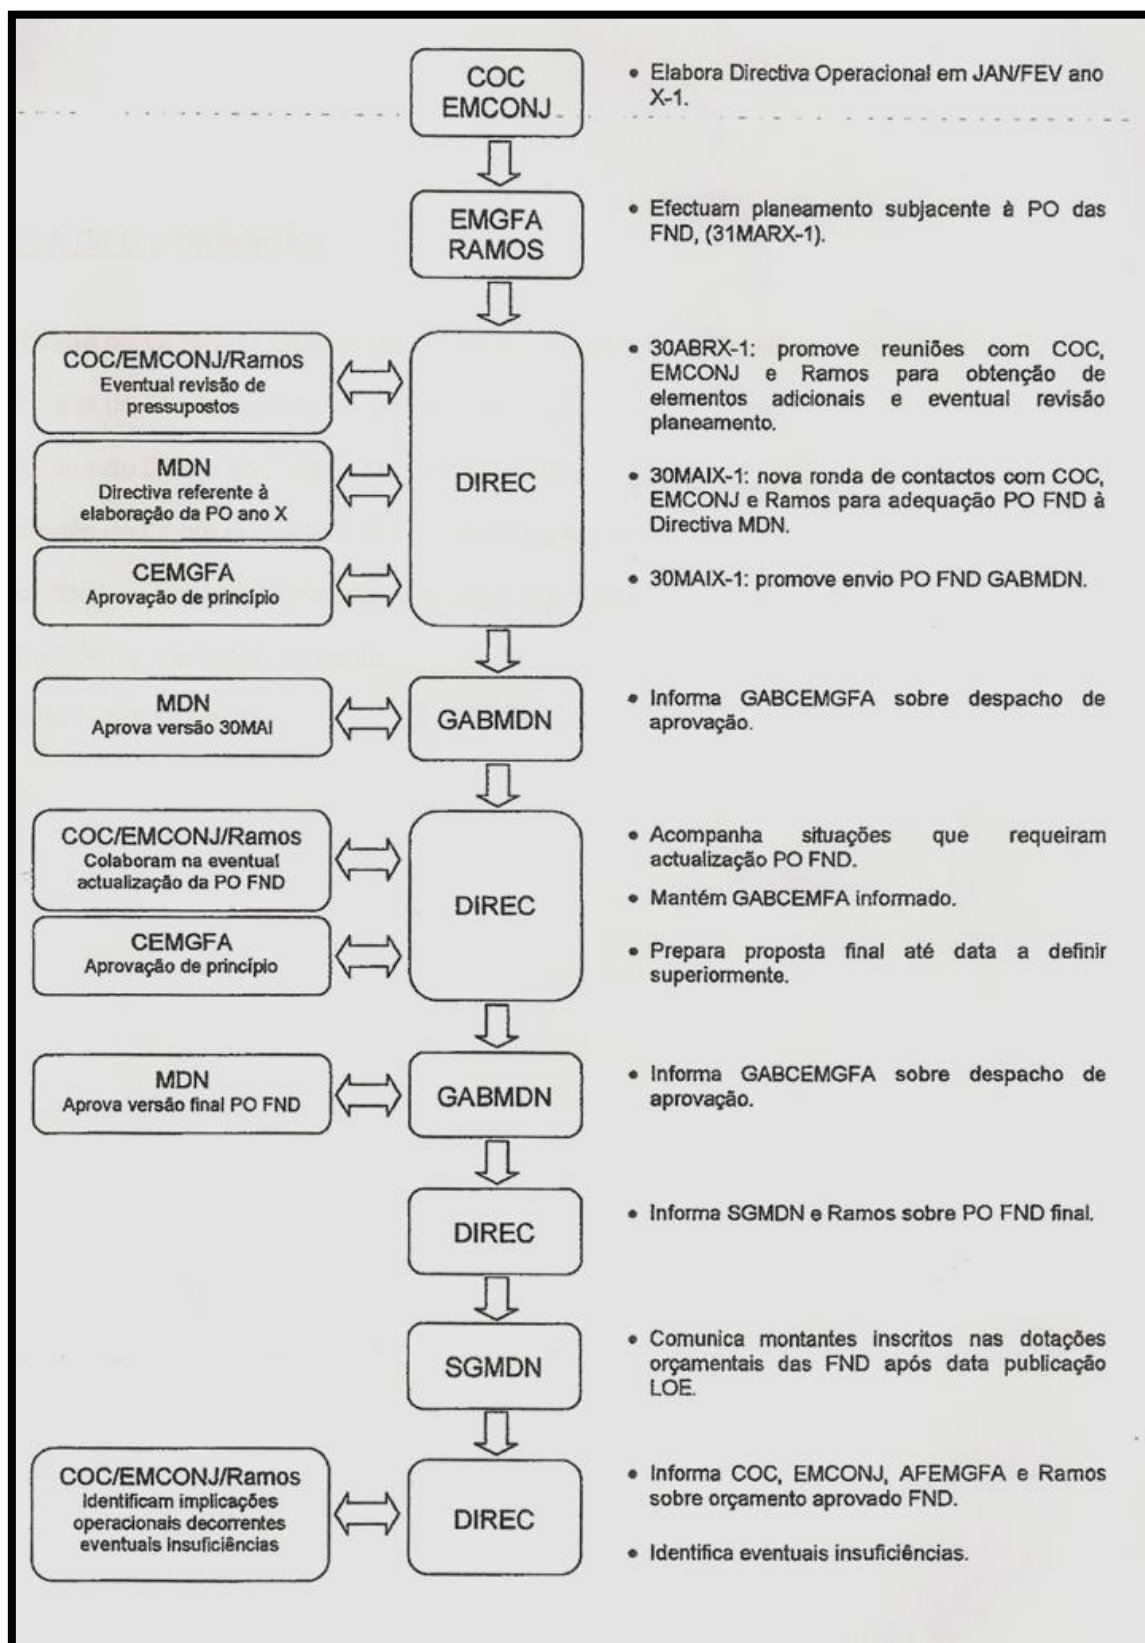 COC
EMCONJ
• Elabora Directiva Operacional em JAN/FEV ano
X-1.
EMGFA
RAMOS
• Efectuam planeamento subjacente à PO das
FND, (31MARX-1).
COC/EMCONJ/Ramos
Eventual revisão de
pressupostos
MDN
Directiva referente à
elaboração da PO ano X
CEMGFA
Aprovação de princípio
DIREC
• 30ABRX-1: promove reuniões com COC,
EMCONJ e Ramos para obtenção de
elementos adicionais e eventual revisão
planeamento.
• 30MAIX-1: nova ronda de contactos com COC,
EMCONJ e Ramos para adequação PO FND à
Directiva MDN.
• 30MAIX-1: promove envio PO FND GABMDN.
MDN
Aprova versão 30MAI
GABMDN
• Informa GABCEMGFA sobre despacho de
aprovação.
COC/EMCONJ/Ramos
Colaboram na eventual
actualização da PO FND
CEMGFA
Aprovação de princípio
DIREC
• Acompanha situações que requeiram
actualização PO FND.
• Mantém GABCEMFA informado.
• Prepara proposta final até data a definir
superiormente.
MDN
Aprova versão final PO FND
GABMDN
• Informa GABCEMGFA sobre despacho de
aprovação.
DIREC
• Informa SGMDN e Ramos sobre PO FND final.
SGMDN
• Comunica montantes inscritos nas dotações
orçamentais das FND após data publicação
LOE.
COC/EMCONJ/Ramos
Identificam implicações
operacionais decorrentes
eventuais insuficiências
DIREC
• Informa COC, EMCONJ, AFEMGFA e Ramos
sobre orçamento aprovado FND.
• Identifica eventuais insuficiências.